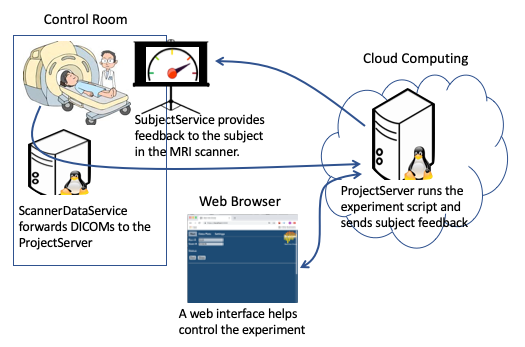 Control Room
Cloud Computing
SubjectService provides
feedback to the subject
in the MRI scanner.
ScannerDataService
forwards DICOMs to the
ProjectServer
ProjectServer runs the
experiment script and
sends subject feedback
Web Browser
A web interface helps
control the experiment